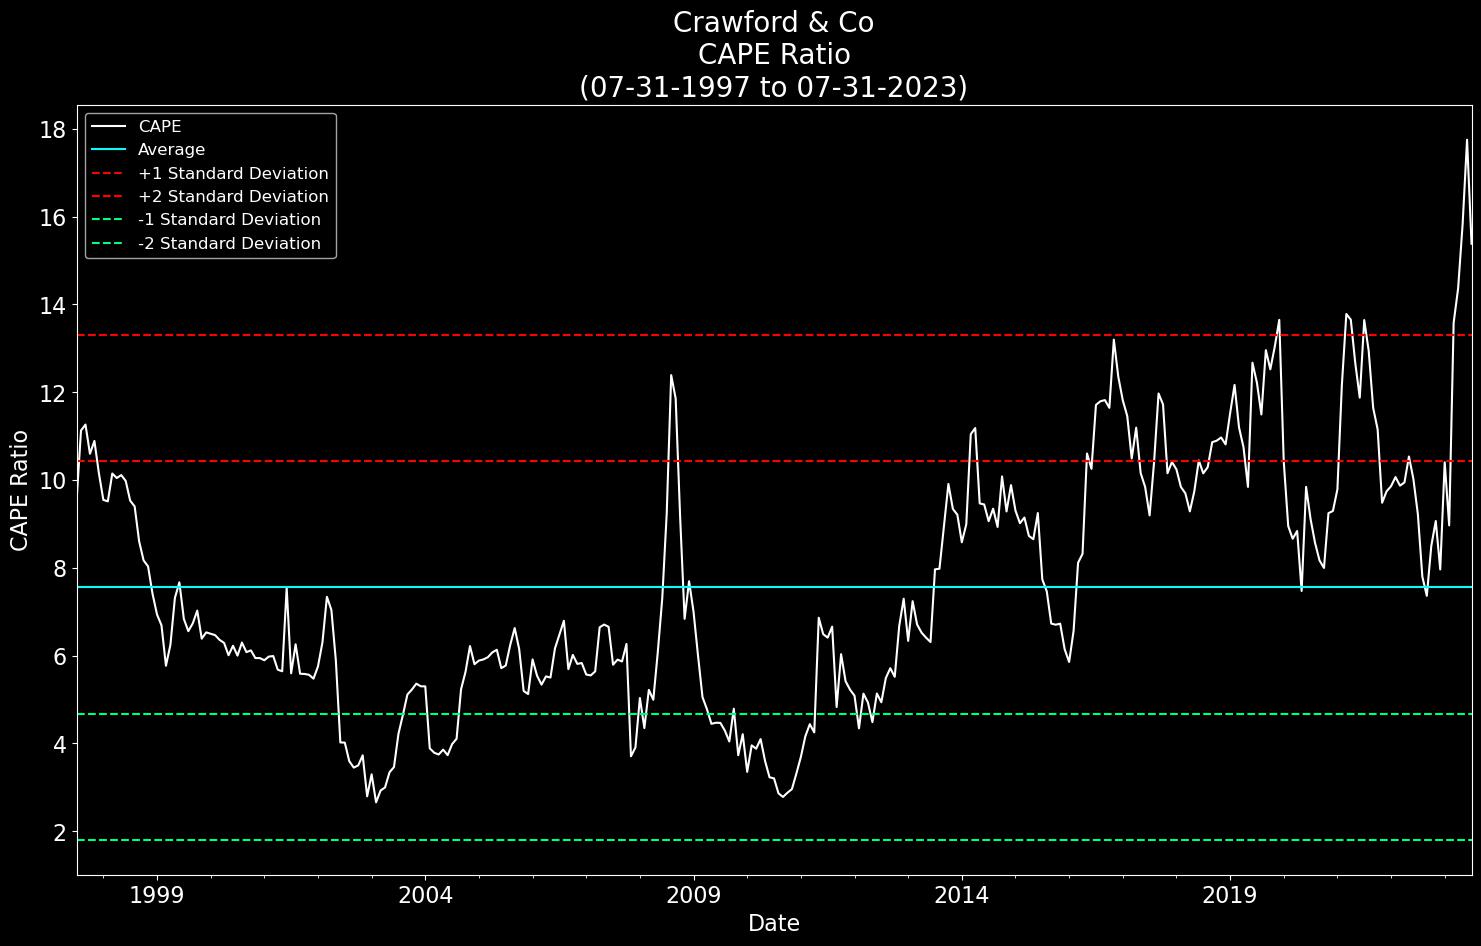 Crawford & Co
CAPE Ratio
(07-31-1997 to 07-31-2023)
CAPE
Average
+1 Standard Deviation
+2 Standard Deviation
-1 Standard Deviation
-2 Standard Deviation
18
16
14
12
10
8
6
4
2
CAPE Ratio
1999
2004
2009
2014
2019
Date